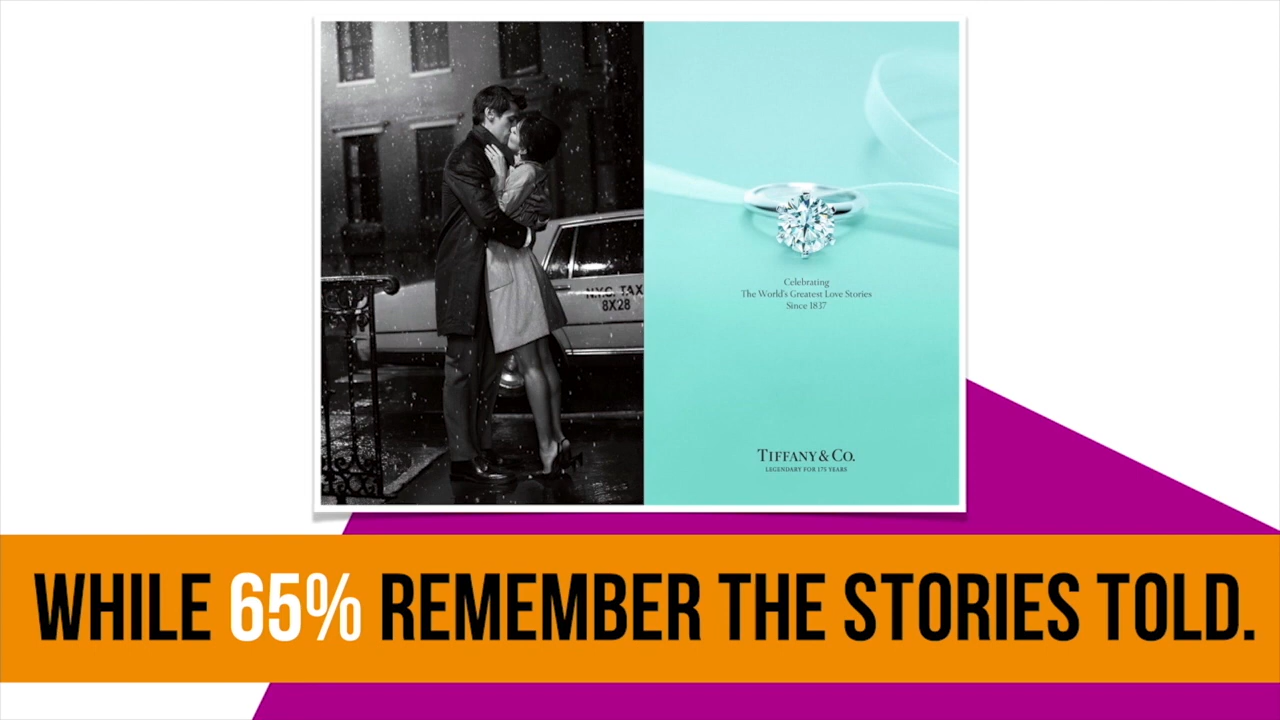 N.Y.C. TAX
8X28
Celebrating
The World's Greatest Love Stories
Since 1837
TIFFANY & CO.
LEGENDARY FOR 175 YEARS
WHILE 65% REMEMBER THE STORIES TOLD.